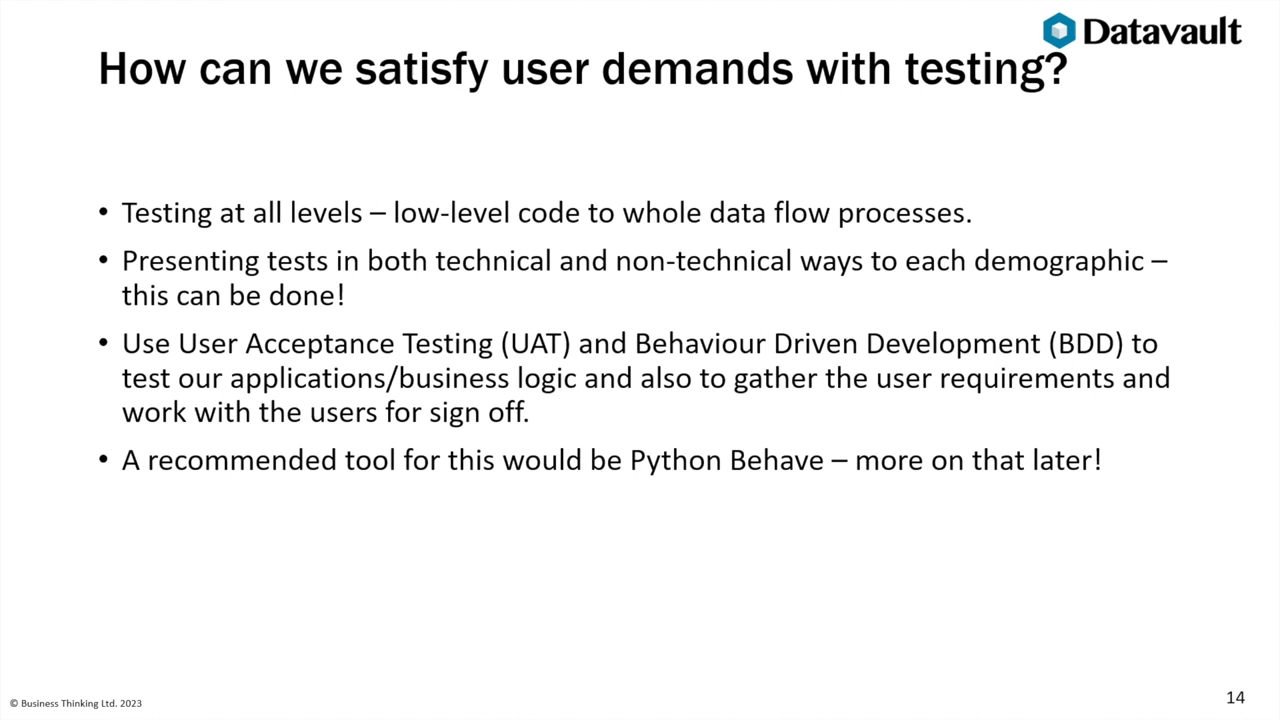 Datavault
How can we satisfy user demands with testing?
• Testing at all levels – low-level code to whole data flow processes.
• Presenting tests in both technical and non-technical ways to each demographic –
this can be done!
• Use User Acceptance Testing (UAT) and Behaviour Driven Development (BDD) to
test our applications/business logic and also to gather the user requirements and
work with the users for sign off.
• A recommended tool for this would be Python Behave – more on that later!
© Business Thinking Ltd. 2023
14